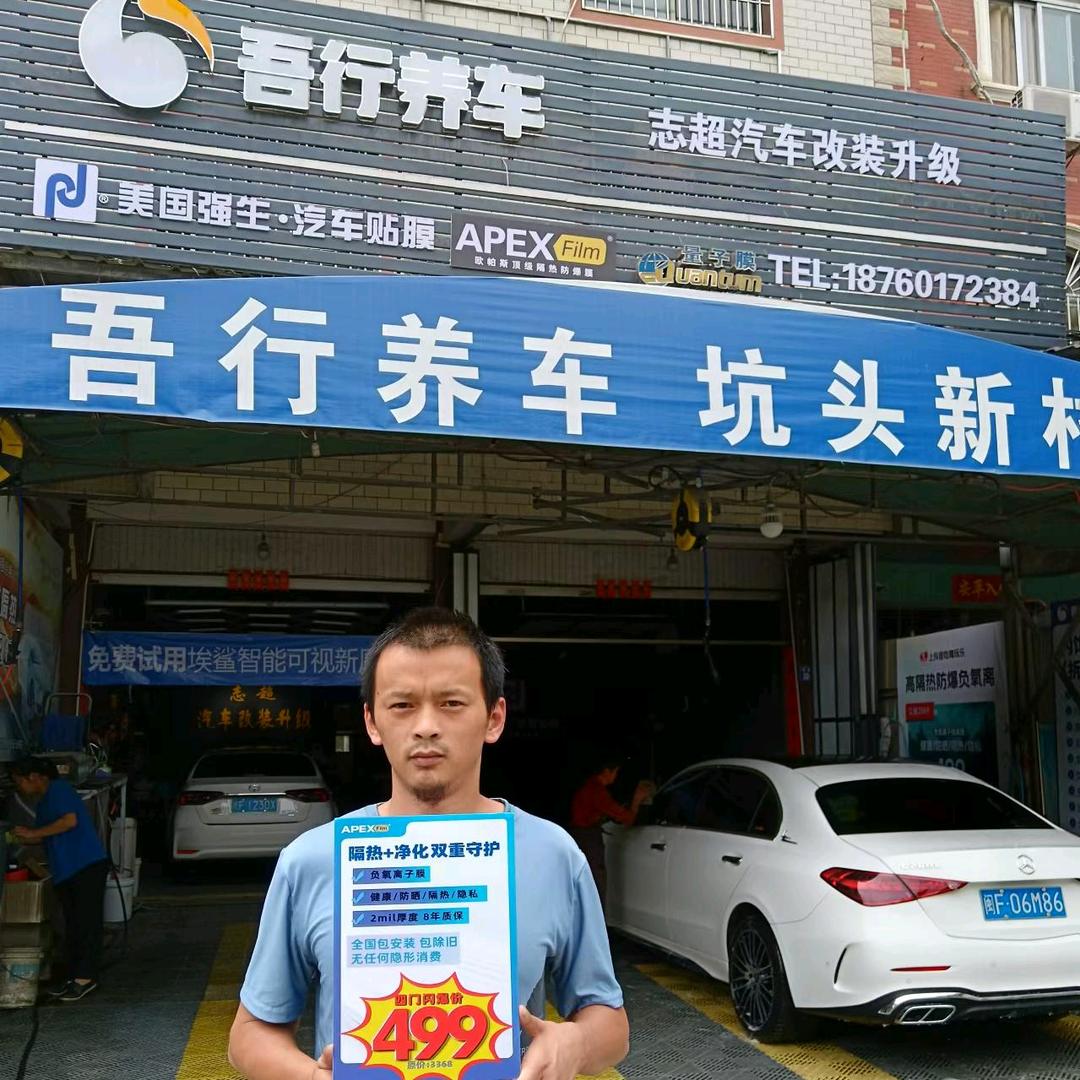 吾行养车
志超汽车改装升级
美国强生·汽车贴膜
APEX Film
欧帕斯顶级隔热防爆膜
量子膜
Quantum
TEL:18760172384
吾行养车 坑头新村
免费试用埃鲨智能可视新
志超
汽车改装升级
高隔热防爆负氧离
闽F·06M86
APEX Film
隔热+净化 双重守护
负氧离子膜
健康/防晒/隔热/隐私
2mil厚度 8年质保
全国包安装 包除旧
无任何隐形消费
四门闪爆价
499
原价:3368